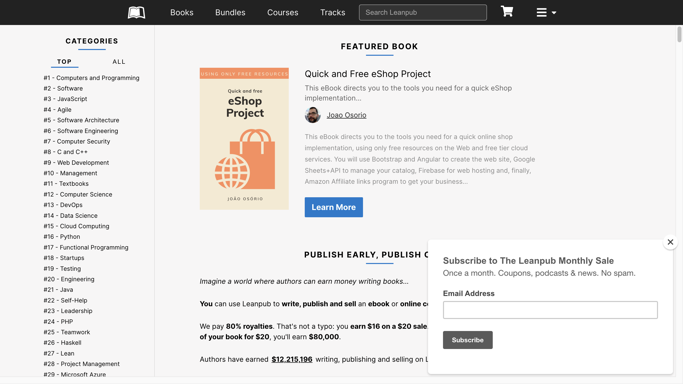 Books Bundles Courses Tracks Search Leanpub
CATEGORIES
TOP ALL
#1 - Computers and Programming
#2 - Software
#3 - JavaScript
#4 - Agile
#5 - Software Architecture
#6 - Software Engineering
#7 - Computer Security
#8 - C and C++
#9 - Web Development
#10 - Management
#11 - Textbooks
#12 - Computer Science
#13 - DevOps
#14 - Data Science
#15 - Cloud Computing
#16 - Python
#17 - Functional Programming
#18 - Startups
#19 - Testing
#20 - Engineering
#21 - Java
#22 - Self-Help
#23 - Leadership
#24 - PHP
#25 - Teamwork
#26 - Haskell
#27 - Lean
#28 - Project Management
#29 - Microsoft Azure
FEATURED BOOK
USING ONLY FREE RESOURCES
Quick and free
eShop
Project
JOÃO OSÓRIO
Quick and Free eShop Project
This eBook directs you to the tools you need for a quick eShop
implementation...
Joao Osorio
This eBook directs you to the tools you need for a quick online shop
implementation, using only free resources on the Web and free tier cloud
services. You will use Bootstrap and Angular to create the web site, Google
Sheets+API to manage your catalog, Firebase for web hosting and, finally,
Amazon Affiliate links program to get your business...
Learn More
PUBLISH EARLY, PUBLISH
Imagine a world where authors can earn money writing books...
You can use Leanpub to write, publish and sell an ebook or online
We pay 80% royalties. That's not a typo: you earn $16 on a $20 sale
of your book for $20, you'll earn $80,000.
Authors have earned $12,215,196 writing, publishing and selling on
Subscribe to The Leanpub Monthly Sale
Once a month. Coupons, podcasts & news. No spam.
Email Address
Subscribe